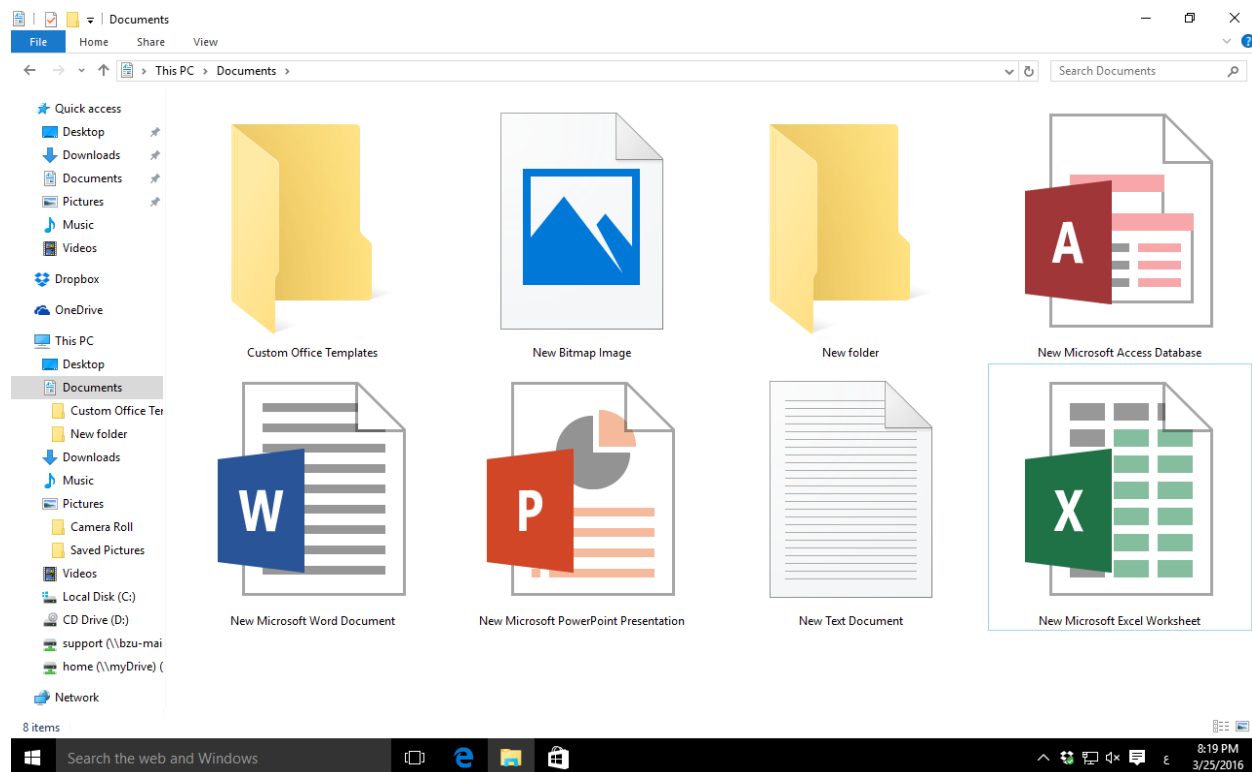 Documents
File Home Share View
This PC Documents
Search Documents
Quick access
Desktop
Downloads
Documents
Pictures
Music
Videos
Dropbox
OneDrive
This PC
Desktop
Documents
Custom Office Ter
New folder
Downloads
Music
Pictures
Camera Roll
Saved Pictures
Videos
Local Disk (C:)
CD Drive (D:)
support (\\bzu-mai
home (\\myDrive) (
Network
Custom Office Templates
New Bitmap Image
New folder
A
New Microsoft Access Database
W
New Microsoft Word Document
P
New Microsoft PowerPoint Presentation
New Text Document
X
New Microsoft Excel Worksheet
8 items
Search the web and Windows
ع
8:19 PM
3/25/2016